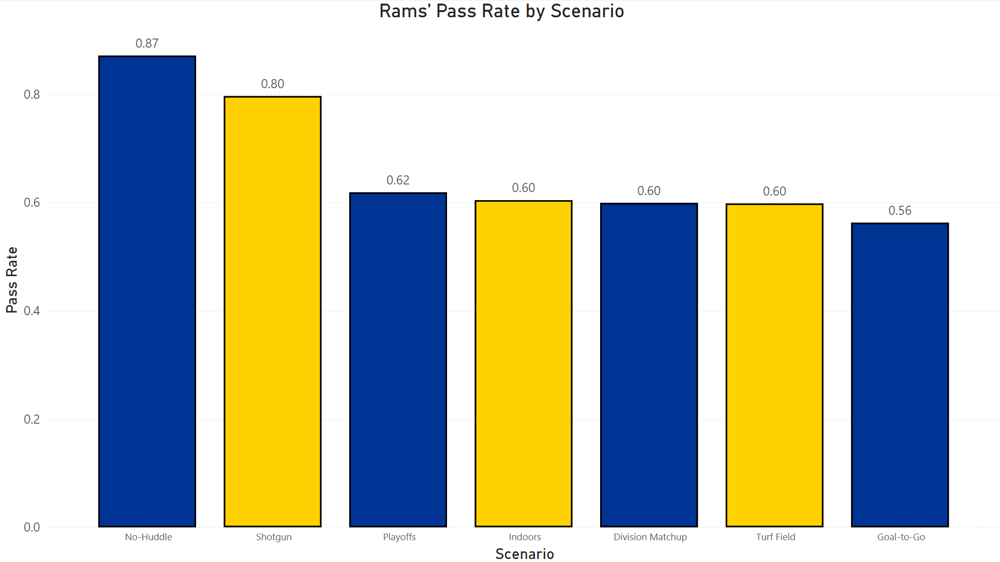 Rams' Pass Rate by Scenario
0.87
0.80
0.62
0.60
0.60
0.60
0.56
0.8
0.6
0.4
0.2
0.0
Pass Rate
No-Huddle
Shotgun
Playoffs
Indoors
Division Matchup
Turf Field
Goal-to-Go
Scenario